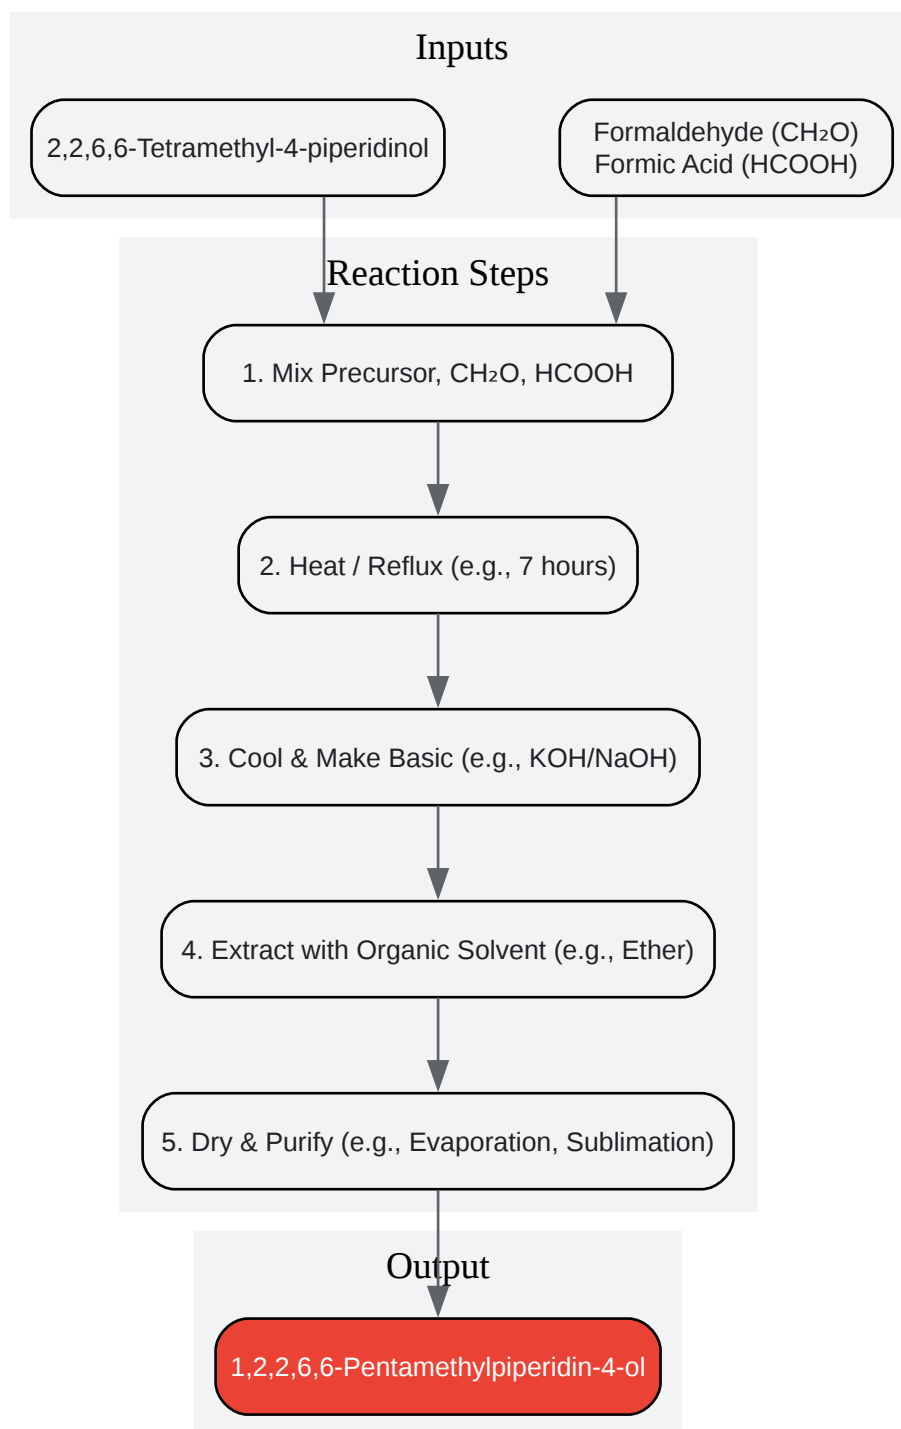 Inputs
2,2,6,6-Tetramethyl-4-piperidinol
Formaldehyde (CH₂O)
Formic Acid (HCOOH)
Reaction Steps
1. Mix Precursor, CH₂O, HCOOH
2. Heat / Reflux (e.g., 7 hours)
3. Cool & Make Basic (e.g., KOH/NaOH)
4. Extract with Organic Solvent (e.g., Ether)
5. Dry & Purify (e.g., Evaporation, Sublimation)
Output
1,2,2,6,6-Pentamethylpiperidin-4-ol